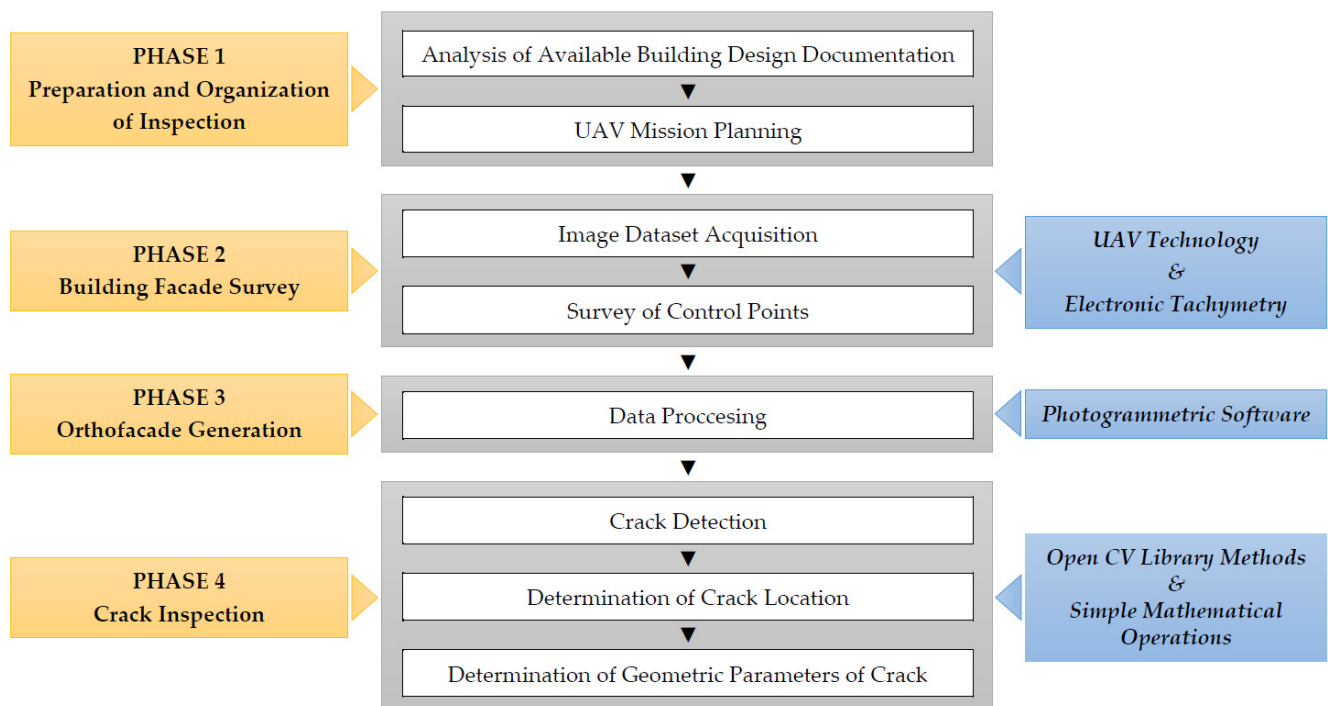 PHASE 1
Preparation and Organization
of Inspection
Analysis of Available Building Design Documentation
▼
UAV Mission Planning
▼
PHASE 2
Building Facade Survey
Image Dataset Acquisition
▼
Survey of Control Points
UAV Technology
&
Electronic Tachymetry
▼
PHASE 3
Orthofacade Generation
Data Proccesing
Photogrammetric Software
▼
PHASE 4
Crack Inspection
Crack Detection
▼
Determination of Crack Location
▼
Determination of Geometric Parameters of Crack
Open CV Library Methods
&
Simple Mathematical
Operations